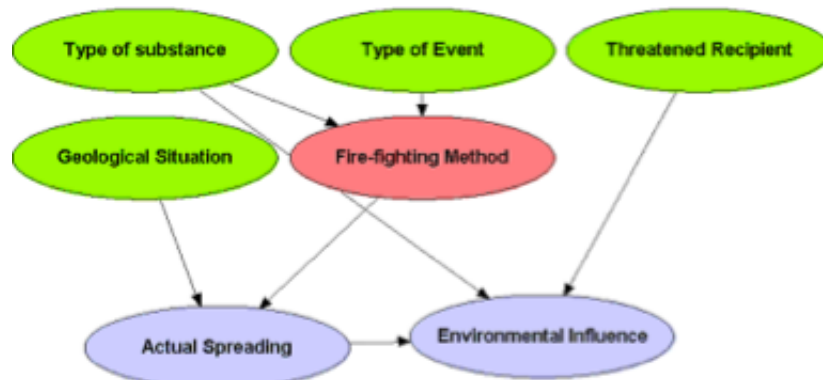 Type of substance
Type of Event
Threatened Recipient
Geological Situation
Fire-fighting Method
Actual Spreading
Environmental Influence